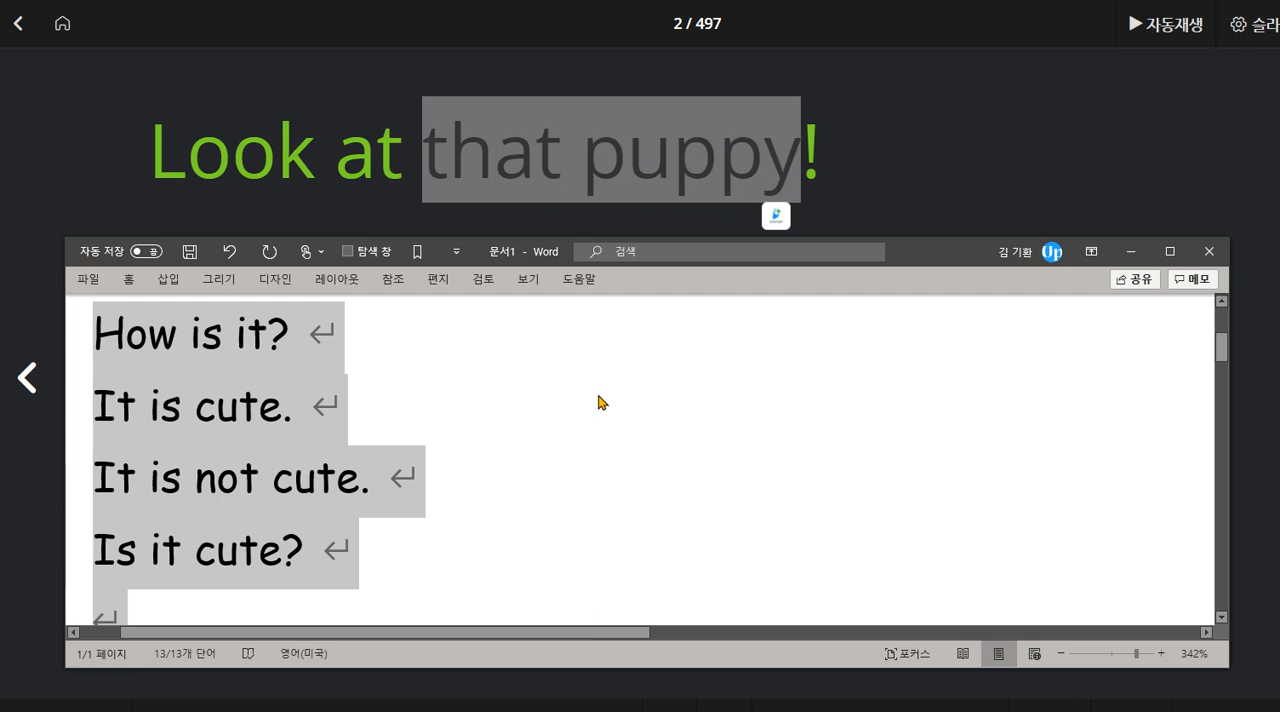 2 / 497
자동재생
슬라
Look at that puppy!
자동 저장 끔
탐색 창
문서1 - Word
검색
김 기환
Up
파일 홈 삽입 그리기 디자인 레이아웃 참조 편지 검토 보기 도움말
공유 메모
How is it?
It is cute.
It is not cute.
Is it cute?
1/1 페이지 13/13개 단어 영어(미국) 포커스 342%